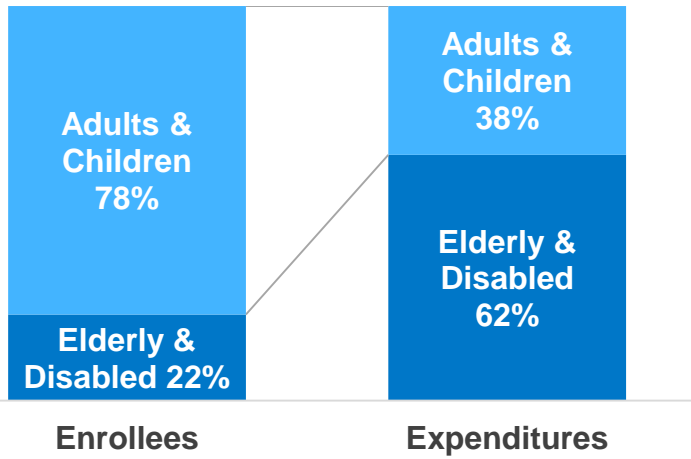 Adults &
Children
78%
Elderly &
Disabled 22%
Enrollees
Adults &
Children
38%
Elderly &
Disabled
62%
Expenditures